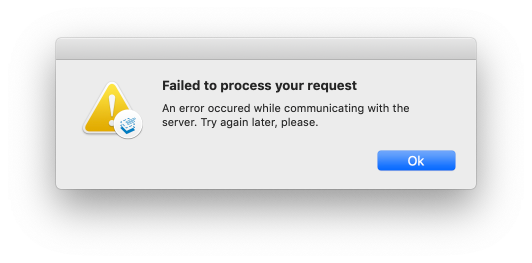 Failed to process your request
An error occured while communicating with the
server. Try again later, please.
Ok